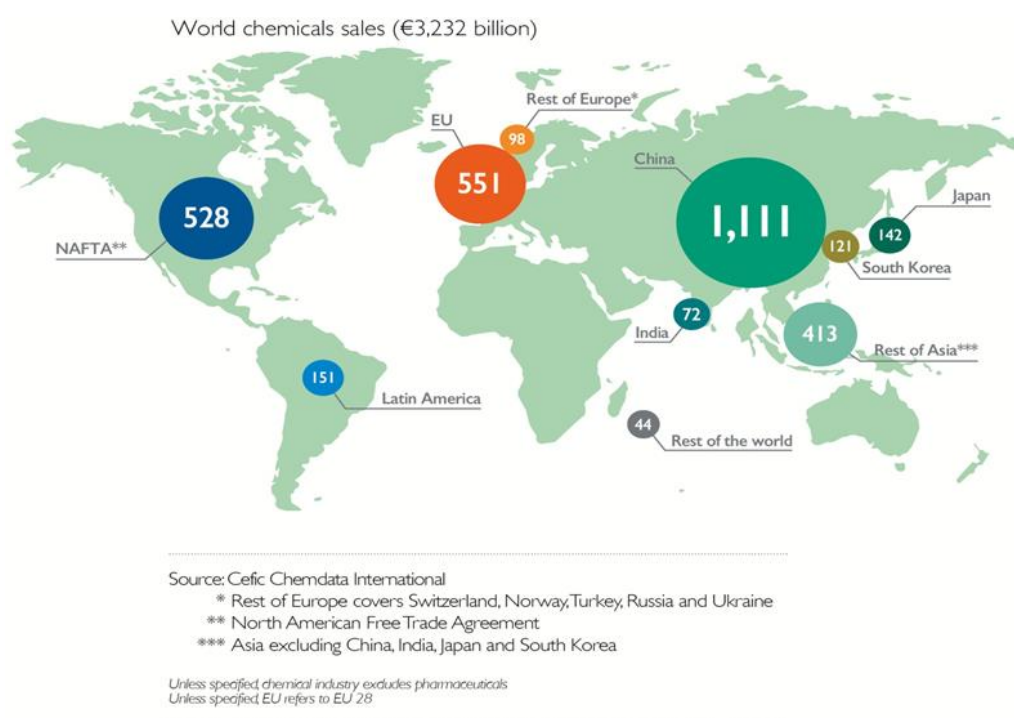 World chemicals sales (€3,232 billion)
Rest of Europe*
EU
98
China
551
528
1,111
Japan
142
NAFTA**
121
South Korea
72
India
413
Rest of Asia***
151
Latin America
44
Rest of the world
Source: Cefic Chemdata International
* Rest of Europe covers Switzerland, Norway, Turkey, Russia and Ukraine
** North American Free Trade Agreement
*** Asia excluding China, India, Japan and South Korea
Unless specified, chemical industry excludes pharmaceuticals
Unless specified, EU refers to EU 28